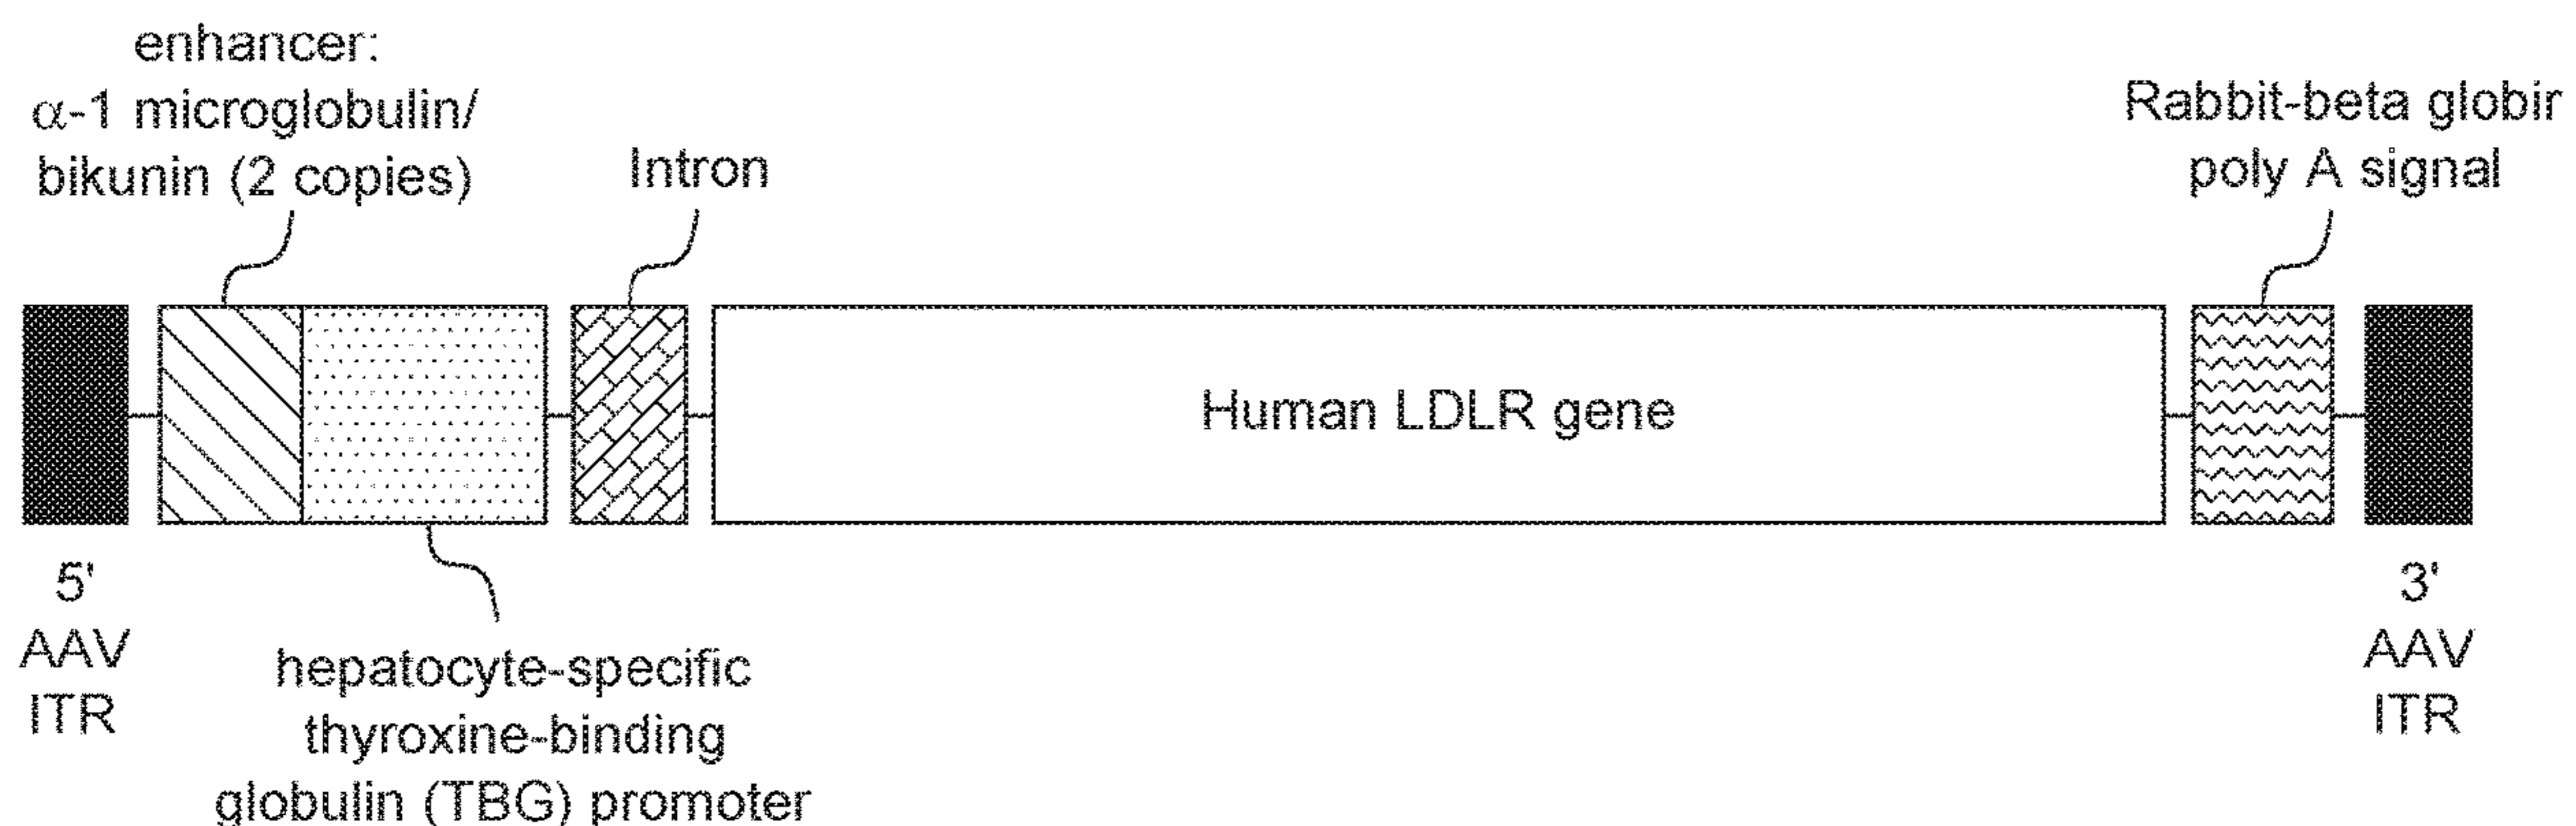 enhancer:
α-1 microglobulin/
bikunin (2 copies)
Intron
Rabbit-beta globir
poly A signal
Human LDLR gene
5'
AAV
ITR
hepatocyte-specific
thyroxine-binding
globulin (TBG) promoter
3'
AAV
ITR